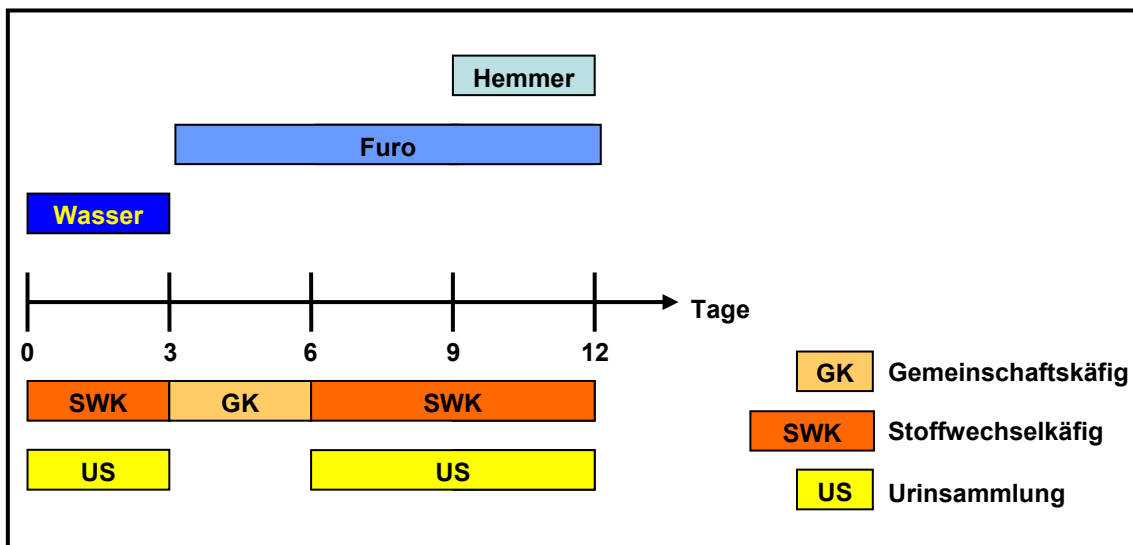 Hemmer
Furo
Wasser
Tage
0 3 6 9 12
SWK GK SWK
US US
GK Gemeinschaftskäfig
SWK Stoffwechselkäfig
US Urinsammlung